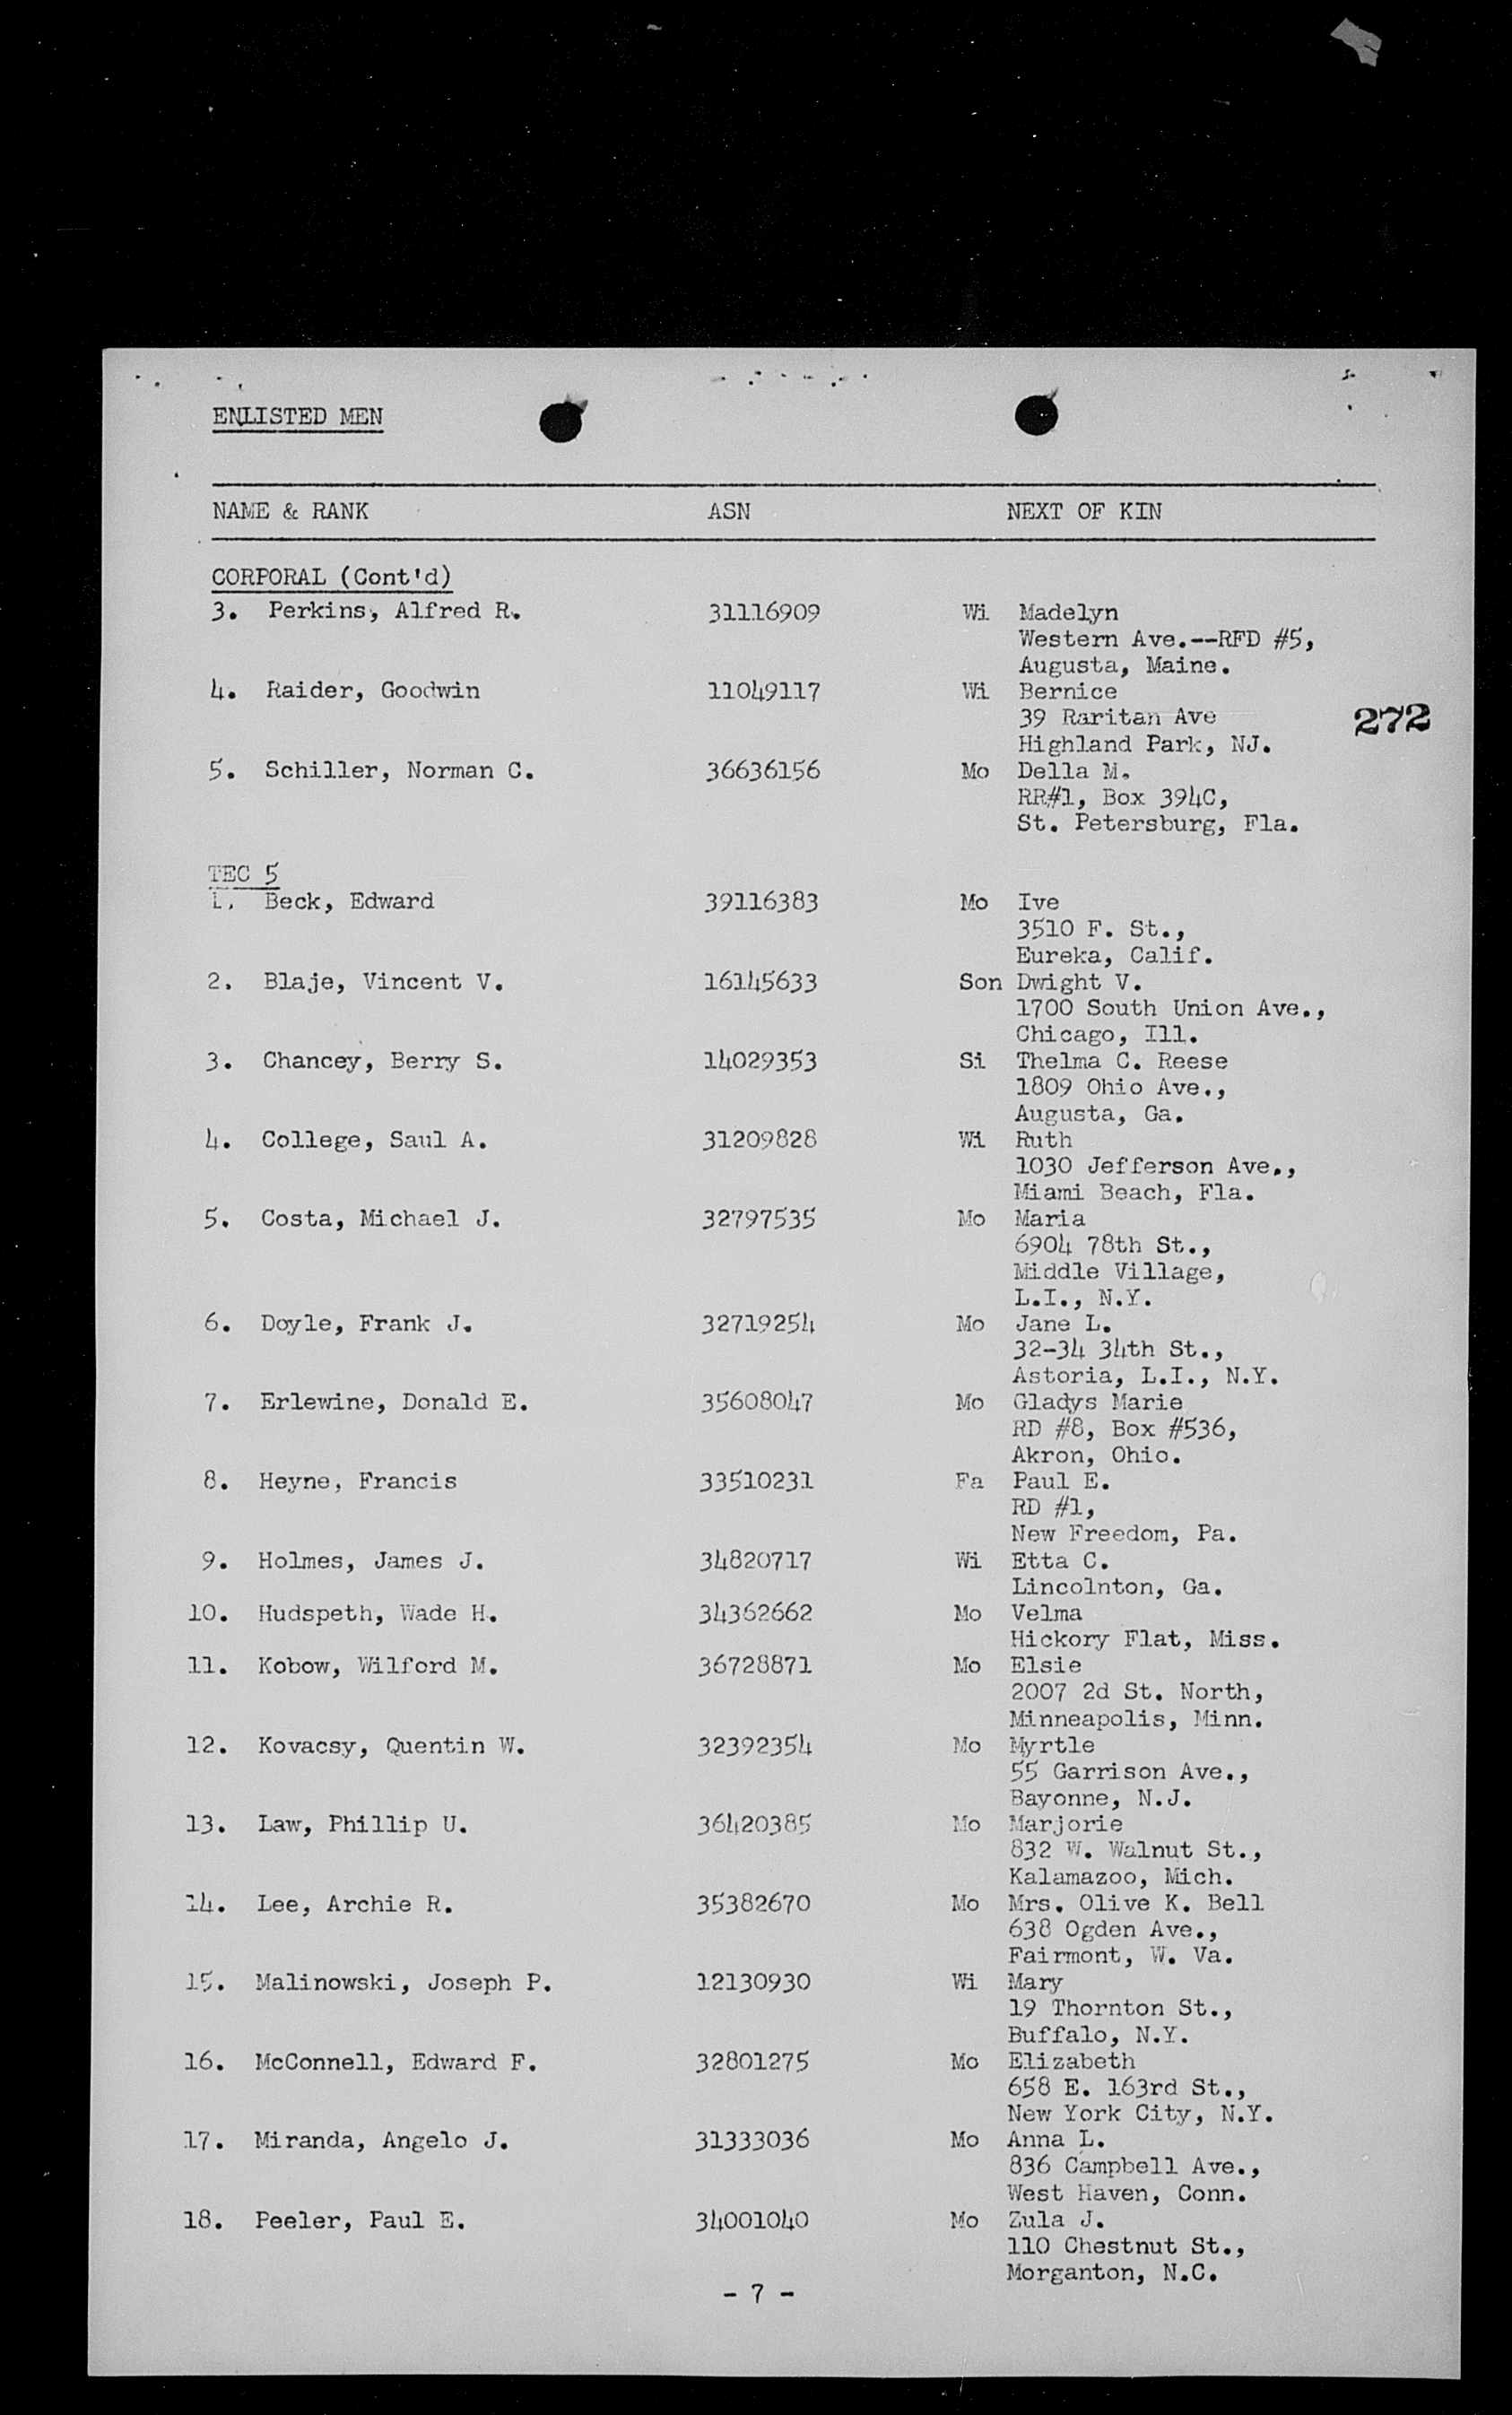 ENLISTED MEN
NAME & RANK ASN NEXT OF KIN
CORPORAL (Cont'd)
3. Perkins, Alfred R. 31116909 Wi Madelyn
Western Ave.--RFD #5,
Augusta, Maine.
4. Raider, Goodwin 11049117 Wi Bernice
39 Raritan Ave
272
Highland Park, NJ.
5. Schiller, Norman C. 36636156 Mo Della M.
RR#1, Box 394C,
St. Petersburg, Fla.
TEC 5
1. Beck, Edward 39116383 Mo Ive
3510 F. St.,
Eureka, Calif.
2. Blaje, Vincent V. 16145633 Son Dwight V.
1700 South Union Ave.,
Chicago, Ill.
3. Chancey, Berry S. 14029353 Si Thelma C. Reese
1809 Ohio Ave.,
Augusta, Ga.
4. College, Saul A. 31209828 Wi Ruth
1030 Jefferson Ave.,
Miami Beach, Fla.
5. Costa, Michael J. 32797535 Mo Maria
6904 78th St.,
Middle Village,
L.I., N.Y.
6. Doyle, Frank J. 32719254 Mo Jane L.
32-34 34th St.,
Astoria, L.I., N.Y.
7. Erlewine, Donald E. 35608047 Mo Gladys Marie
RD #8, Box #536,
Akron, Ohio.
8. Heyne, Francis 33510231 Fa Paul E.
RD #1,
New Freedom, Pa.
9. Holmes, James J. 34820717 Wi Etta C.
Lincolnton, Ga.
10. Hudspeth, Wade H. 34362662 Mo Velma
Hickory Flat, Miss.
11. Kobow, Wilford M. 36728871 Mo Elsie
2007 2d St. North,
Minneapolis, Minn.
12. Kovacsy, Quentin W. 32392354 Mo Myrtle
55 Garrison Ave.,
Bayonne, N.J.
13. Law, Phillip U. 36420385 Mo Marjorie
832 W. Walnut St.,
Kalamazoo, Mich.
14. Lee, Archie R. 35382670 Mo Mrs. Olive K. Bell
638 Ogden Ave.,
Fairmont, W. Va.
15. Malinowski, Joseph P. 12130930 Wi Mary
19 Thornton St.,
Buffalo, N.Y.
16. McConnell, Edward F. 32801275 Mo Elizabeth
658 E. 163rd St.,
New York City, N.Y.
17. Miranda, Angelo J. 31333036 Mo Anna L.
836 Campbell Ave.,
West Haven, Conn.
18. Peeler, Paul E. 34001040 Mo Zula J.
110 Chestnut St.,
Morganton, N.C.
- 7 -